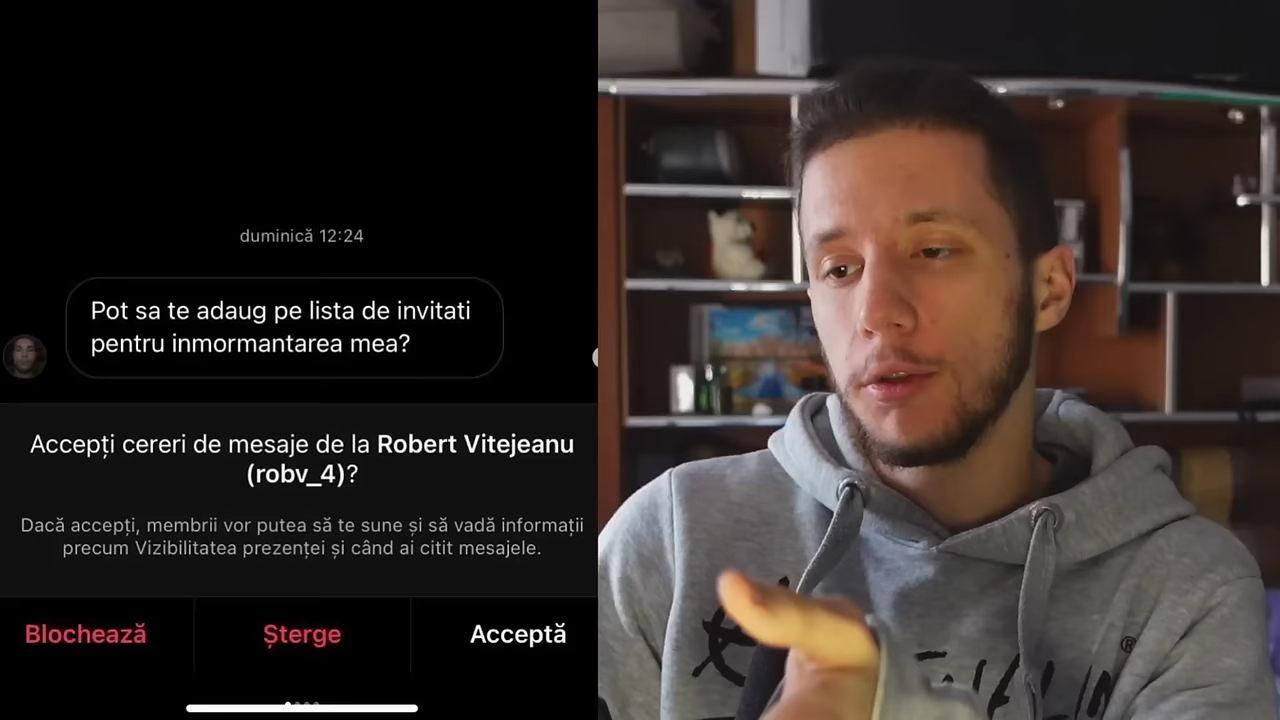 duminică 12:24
Pot sa te adaug pe lista de invitati
pentru inmormantarea mea?
Accepți cereri de mesaje de la Robert Vitejeanu
(robv_4)?
Dacă accepți, membrii vor putea să te sune și să vadă informații
precum Vizibilitatea prezenței și când ai citit mesajele.
Blochează
Șterge
Acceptă